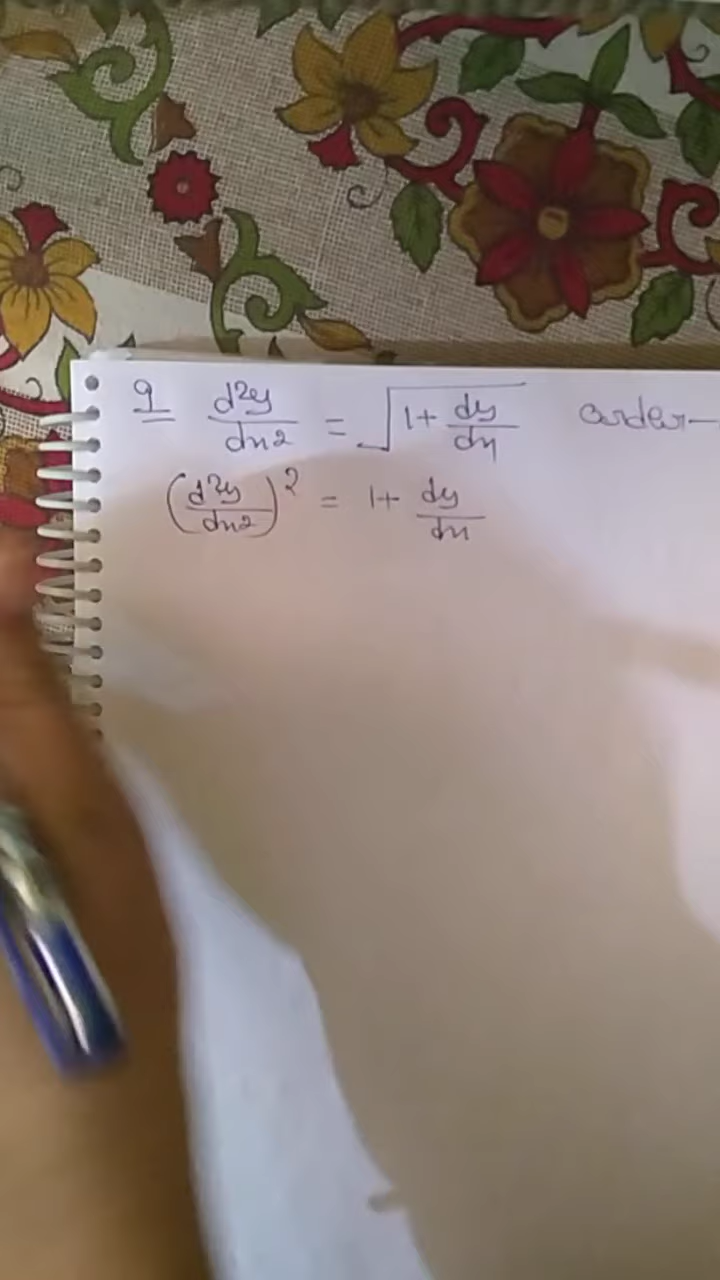 9 d²y/dx² = √(1 + dy/dx) order -
(d²y/dx²)² = 1 + dy/dx